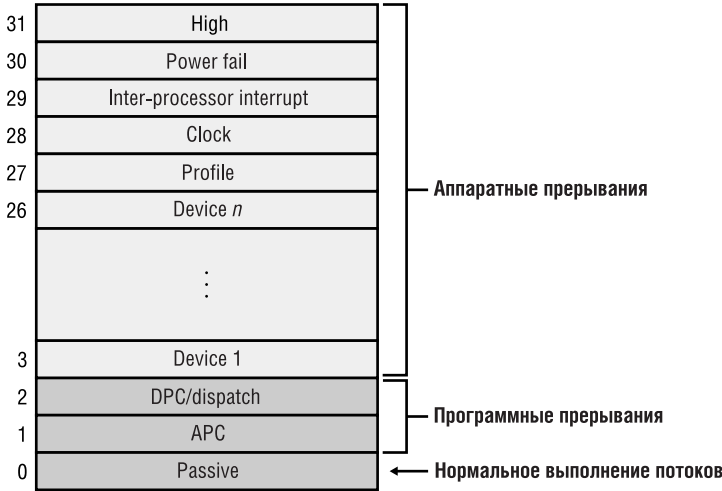 31 High
30 Power fail
29 Inter-processor interrupt
28 Clock
27 Profile
26 Device n
Аппаратные прерывания
⋮
3 Device 1
2 DPC/dispatch
Программные прерывания
1 APC
0 Passive
Нормальное выполнение потоков